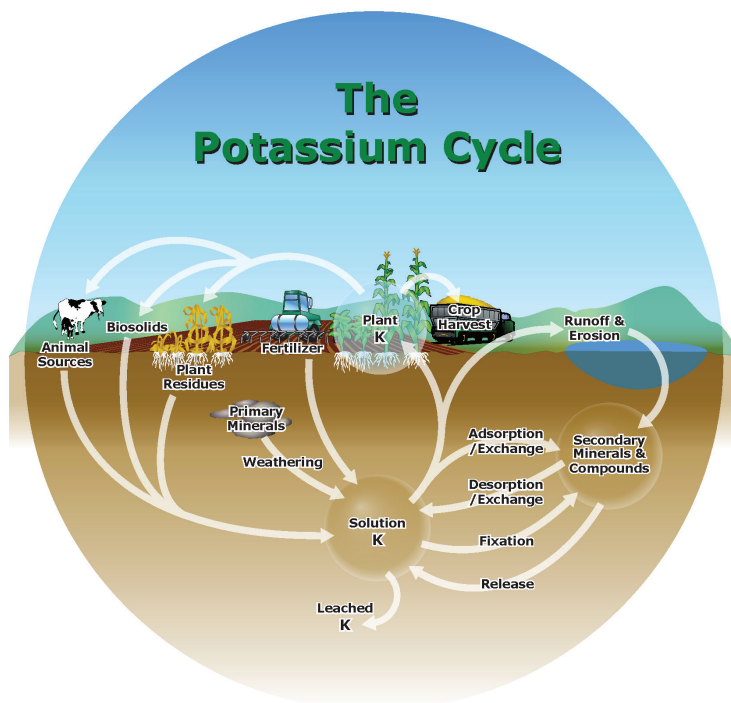 The
Potassium Cycle
Animal
Sources
Biosolids
Plant
Residues
Fertilizer
Plant
K
Crop
Harvest
Runoff &
Erosion
Primary
Minerals
Weathering
Adsorption
/Exchange
Desorption
/Exchange
Secondary
Minerals &
Compounds
Solution
K
Fixation
Release
Leached
K